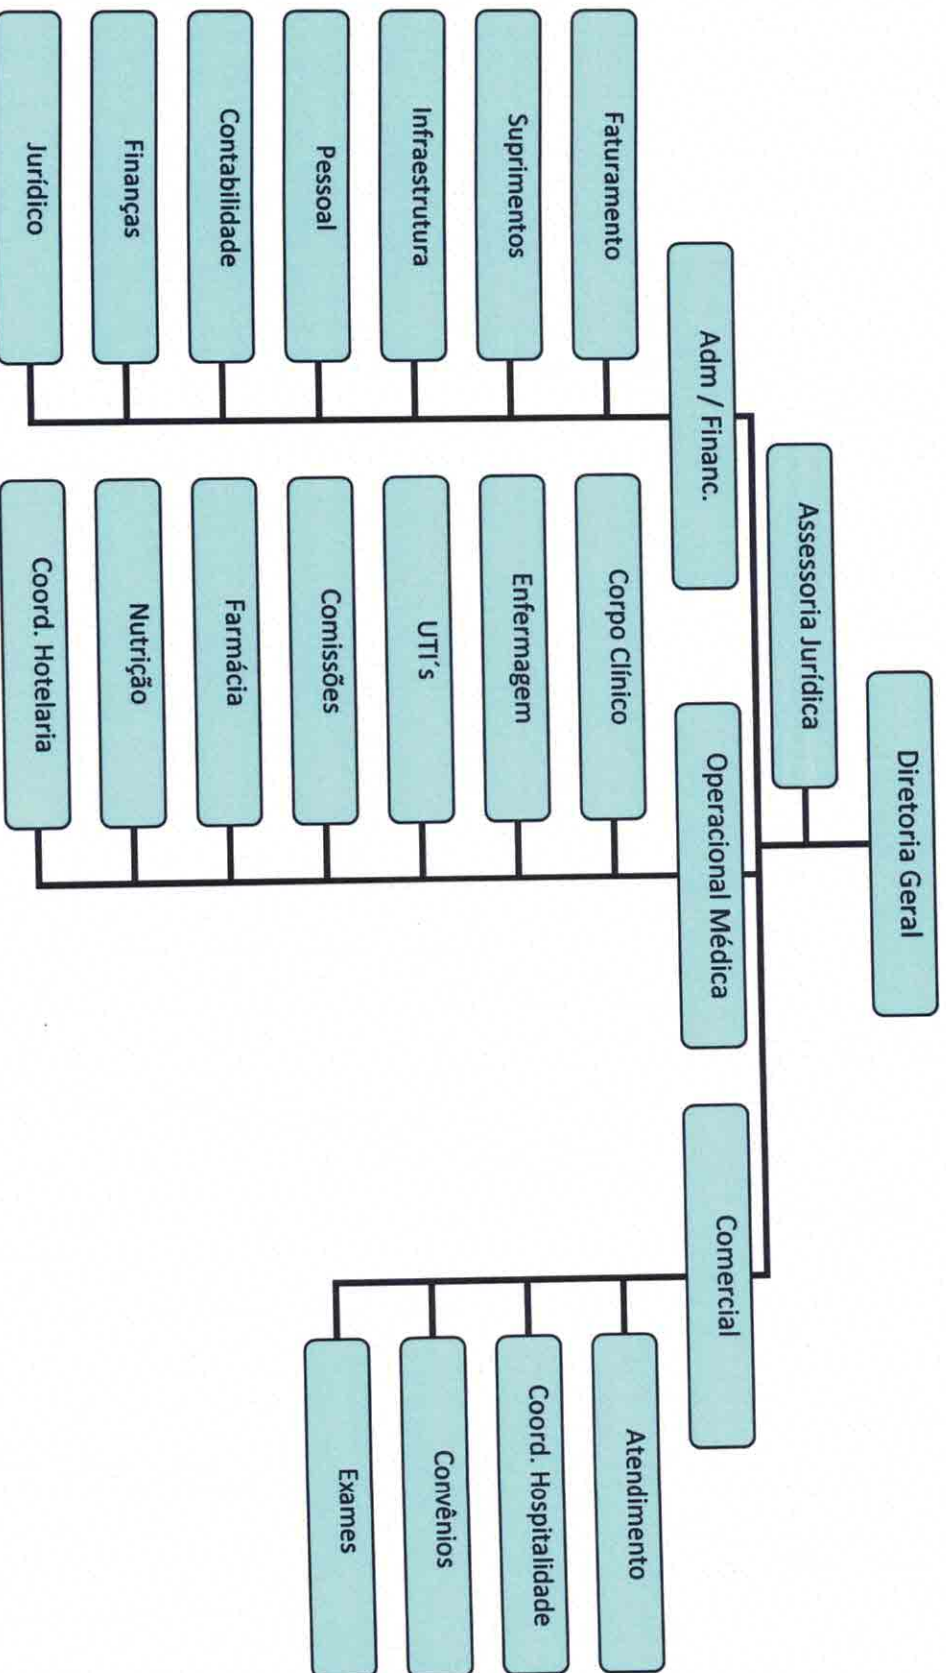 Diretoria Geral
Assessoria Jurídica
Adm / Financ.
Operacional Médica
Comercial
Faturamento
Suprimentos
Infraestrutura
Pessoal
Contabilidade
Finanças
Jurídico
Corpo Clínico
Enfermagem
UTI´s
Comissões
Farmácia
Nutrição
Coord. Hotelaria
Atendimento
Coord. Hospitalidade
Convênios
Exames